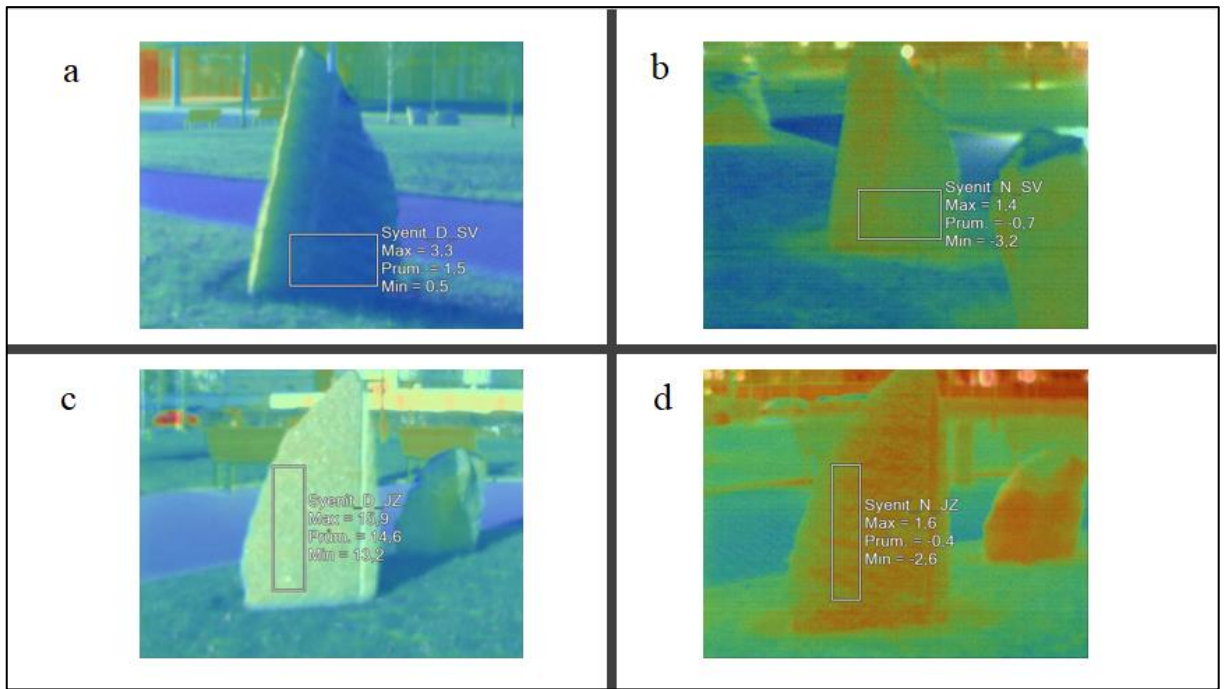 a
Syenit_D_SV
Max = 3,3
Prum. = 1,5
Min = 0,5
b
Syenit_N_SV
Max = 1,4
Prum. = -0,7
Min = -3,2
c
Syenit_D_JZ
Max = 15,9
Prům. = 14,6
Min = 13,2
d
Syenit_N_JZ
Max = 1,6
Prum. = -0,4
Min = -2,6